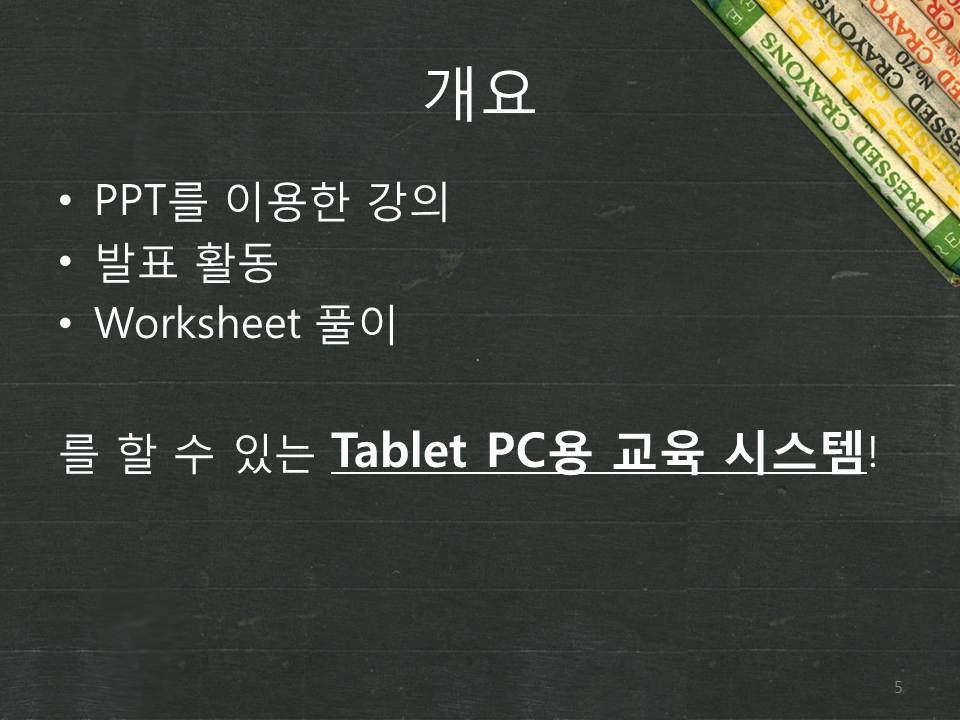 개요
• PPT를 이용한 강의
• 발표 활동
• Worksheet 풀이
를 할 수 있는 Tablet PC용 교육 시스템!
PRESSED CRAYONS
PRESSED CRAYONS
No 70
5